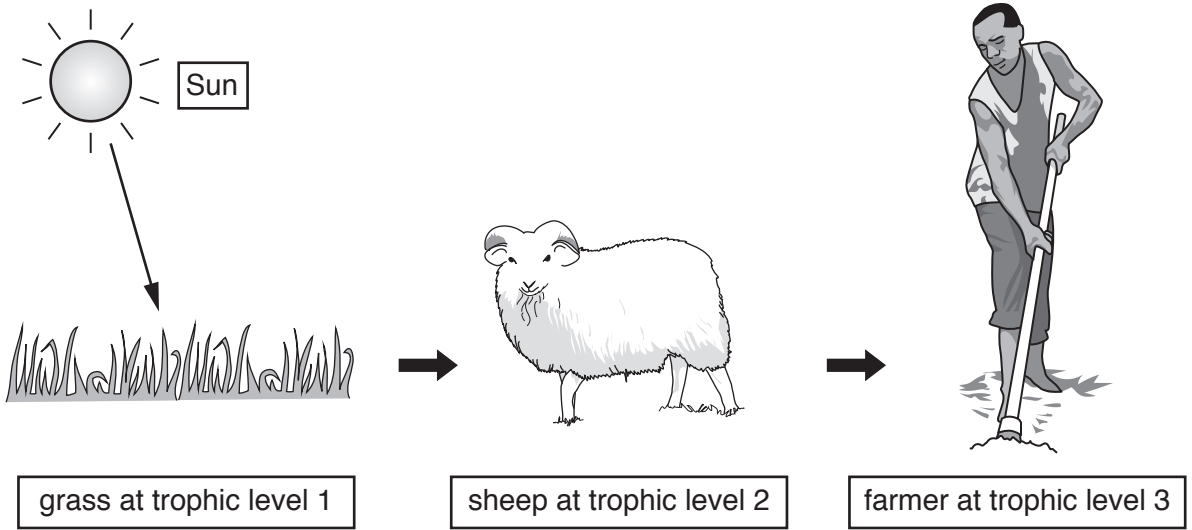 Sun
grass at trophic level 1
sheep at trophic level 2
farmer at trophic level 3